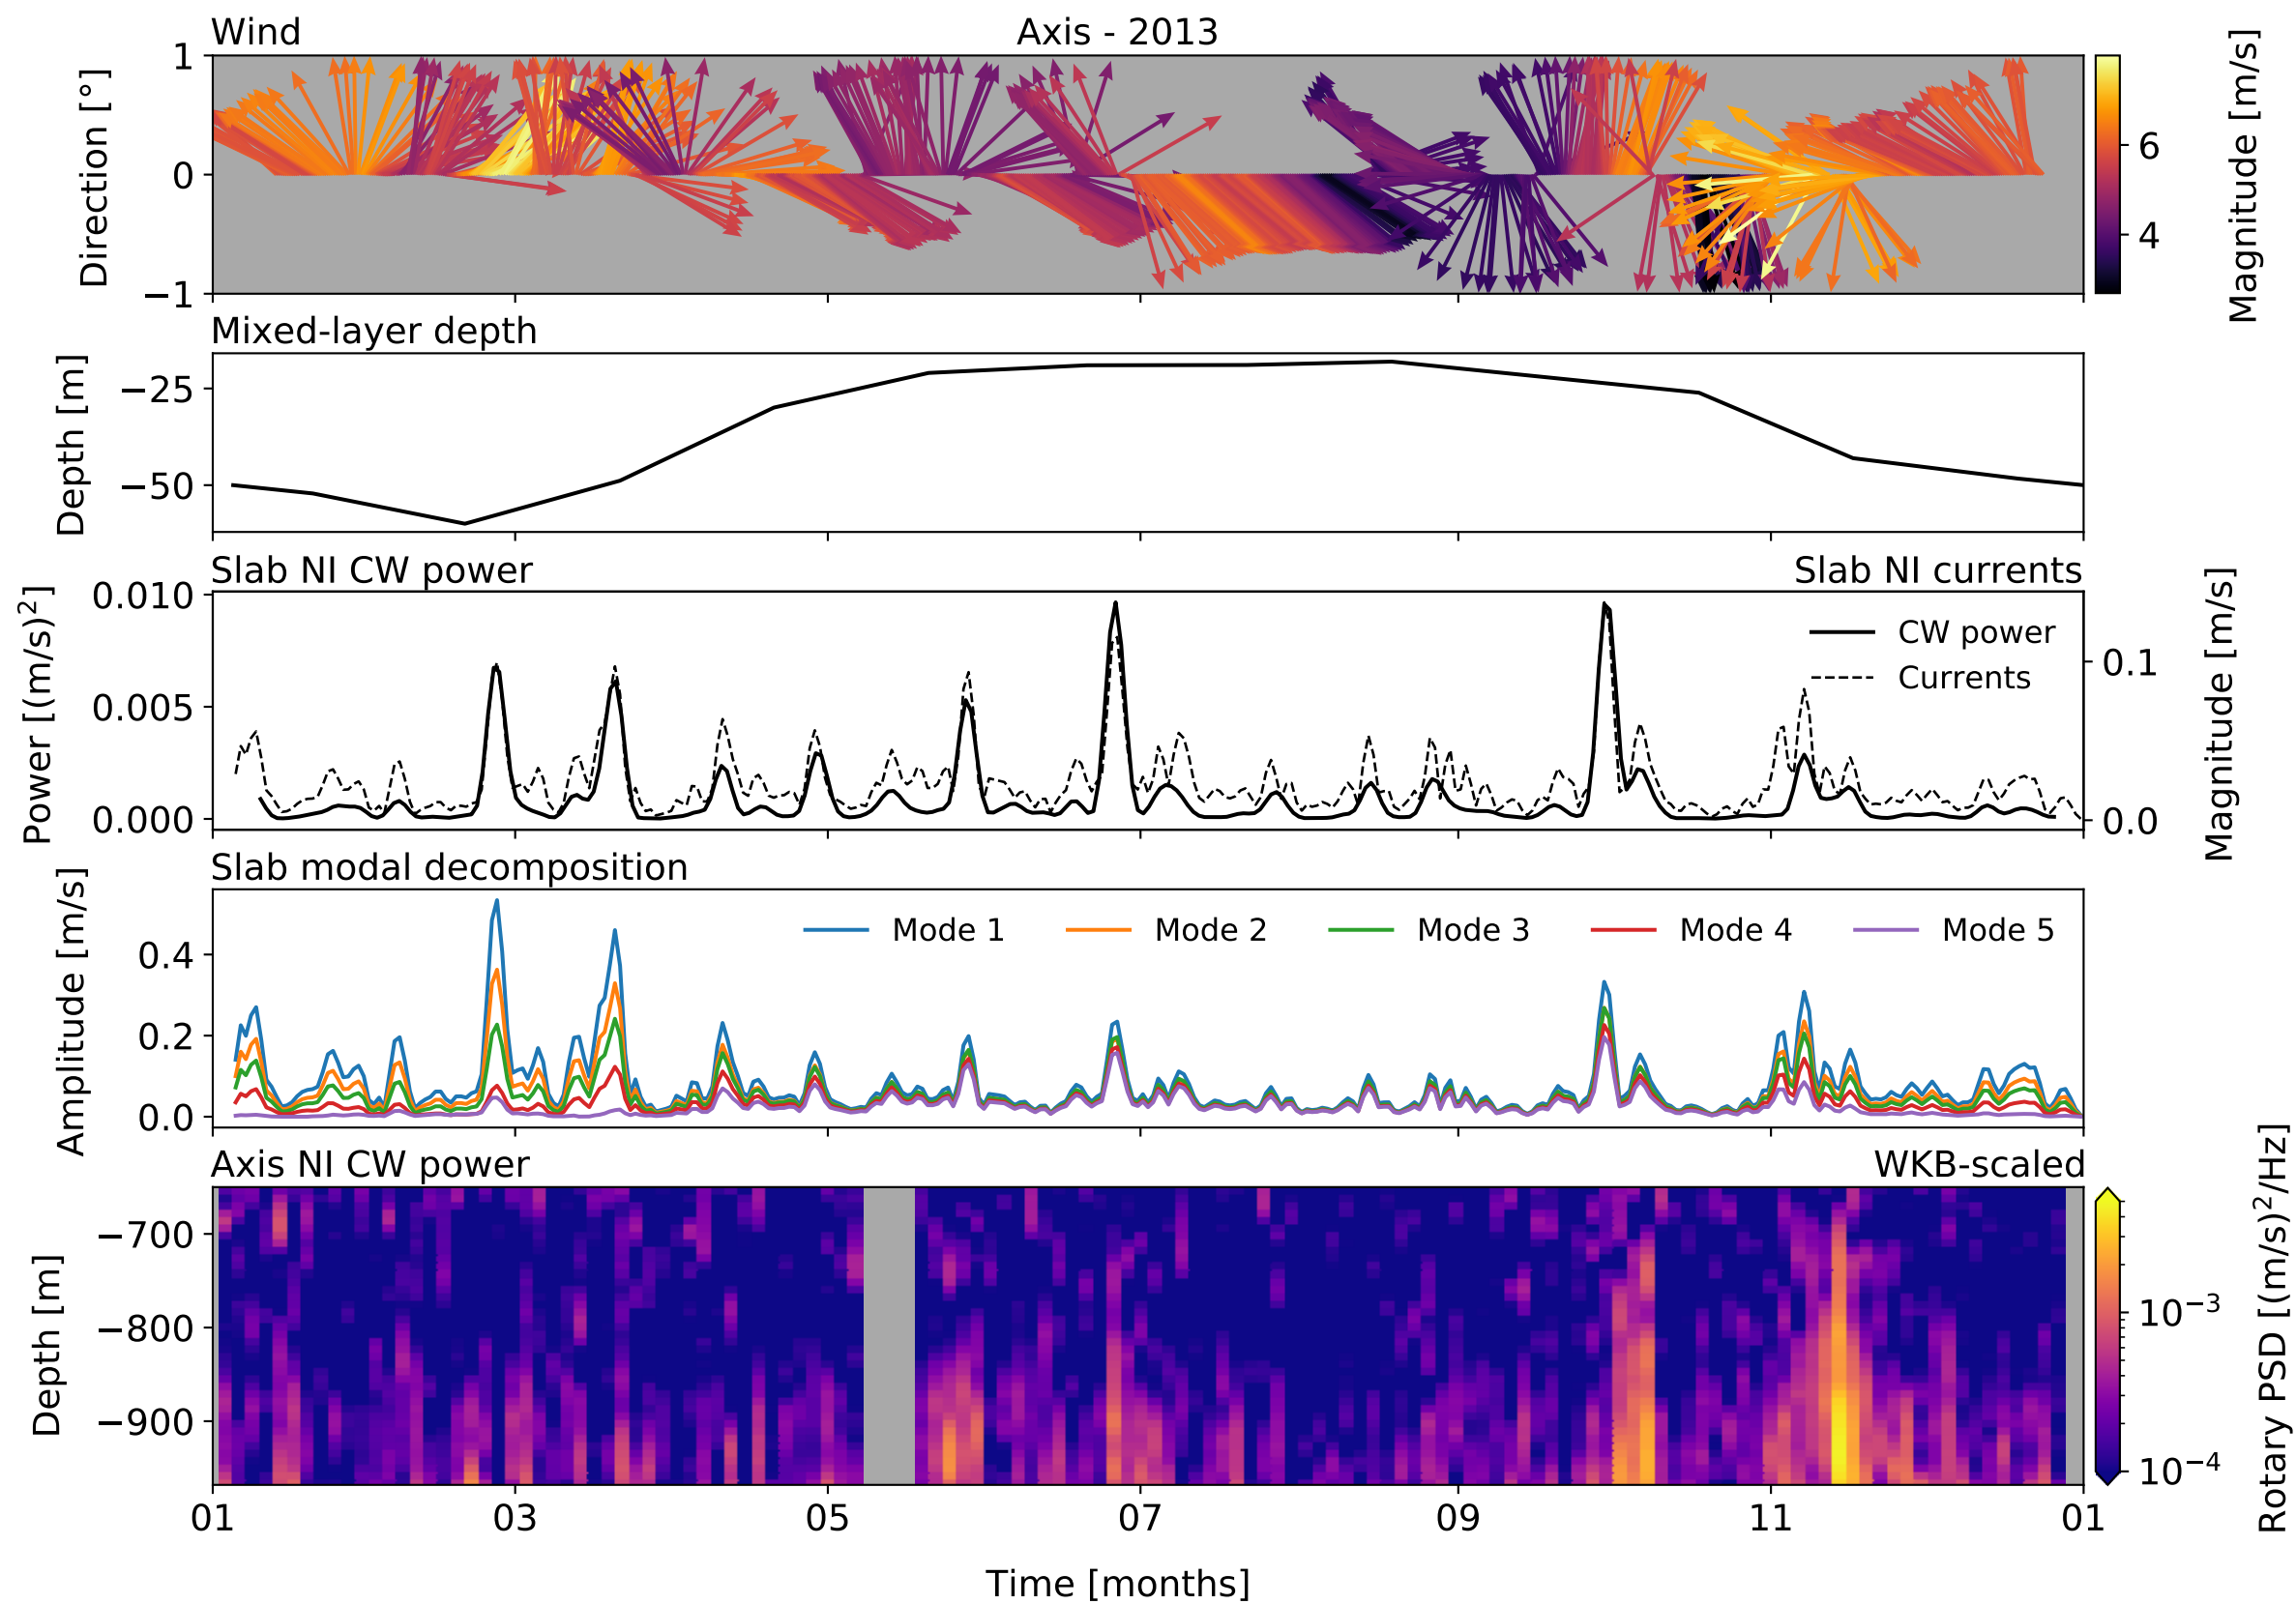 Wind Axis - 2013
Direction [°]
1
0
−1
6
4
Magnitude [m/s]
Mixed-layer depth
Depth [m]
−25
−50
Slab NI CW power Slab NI currents
Power [(m/s)²]
0.010
0.005
0.000
CW power
Currents
0.1
0.0
Magnitude [m/s]
Slab modal decomposition
Amplitude [m/s]
0.4
0.2
0.0
Mode 1 Mode 2 Mode 3 Mode 4 Mode 5
Axis NI CW power WKB-scaled
Depth [m]
−700
−800
−900
10⁻³
10⁻⁴
Rotary PSD [(m/s)²/Hz]
01 03 05 07 09 11 01
Time [months]